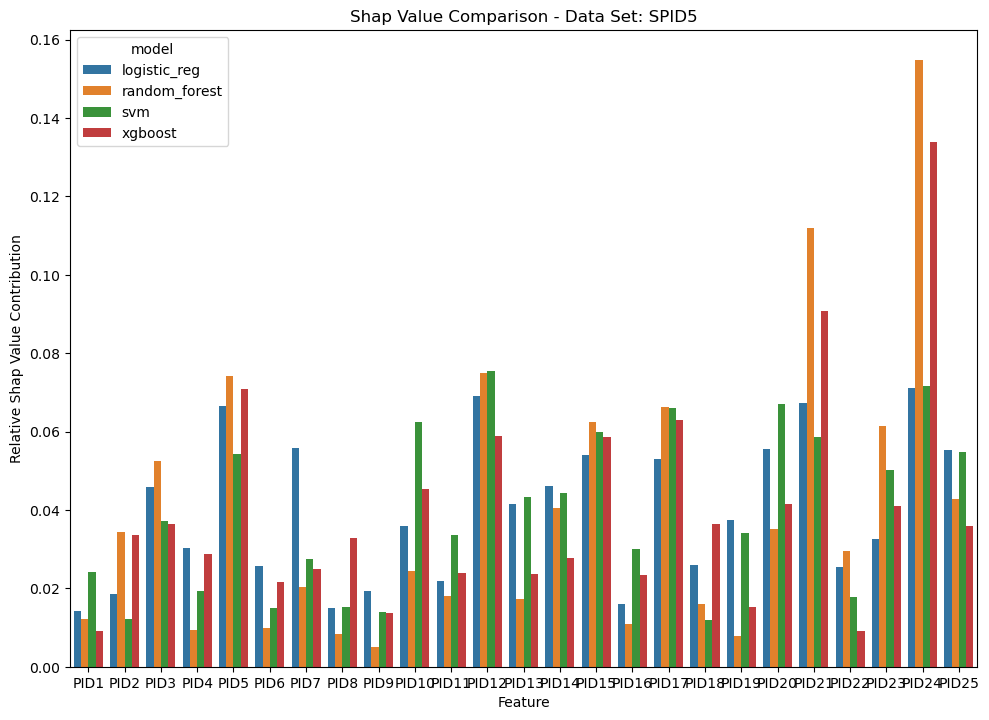 Shap Value Comparison - Data Set: SPID5
model
logistic_reg
random_forest
svm
xgboost
0.16
0.14
0.12
0.10
0.08
0.06
0.04
0.02
0.00
Relative Shap Value Contribution
PID1 PID2 PID3 PID4 PID5 PID6 PID7 PID8 PID9 PID10 PID11 PID12 PID13 PID14 PID15 PID16 PID17 PID18 PID19 PID20 PID21 PID22 PID23 PID24 PID25
Feature